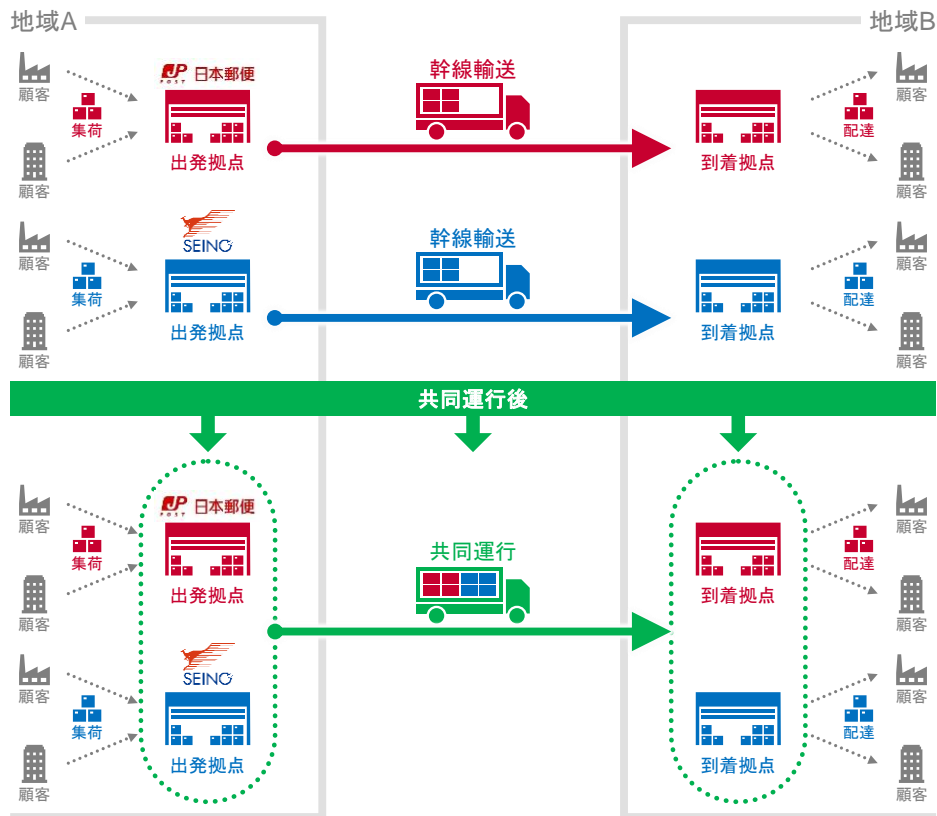 地域A
地域B
顧客
集荷
顧客
JP POST 日本郵便
出発拠点
幹線輸送
到着拠点
配達
顧客
顧客
顧客
集荷
顧客
SEINO
出発拠点
幹線輸送
到着拠点
配達
顧客
顧客
共同運行後
顧客
集荷
顧客
JP POST 日本郵便
出発拠点
共同運行
到着拠点
配達
顧客
顧客
顧客
集荷
顧客
SEINO
出発拠点
到着拠点
配達
顧客
顧客